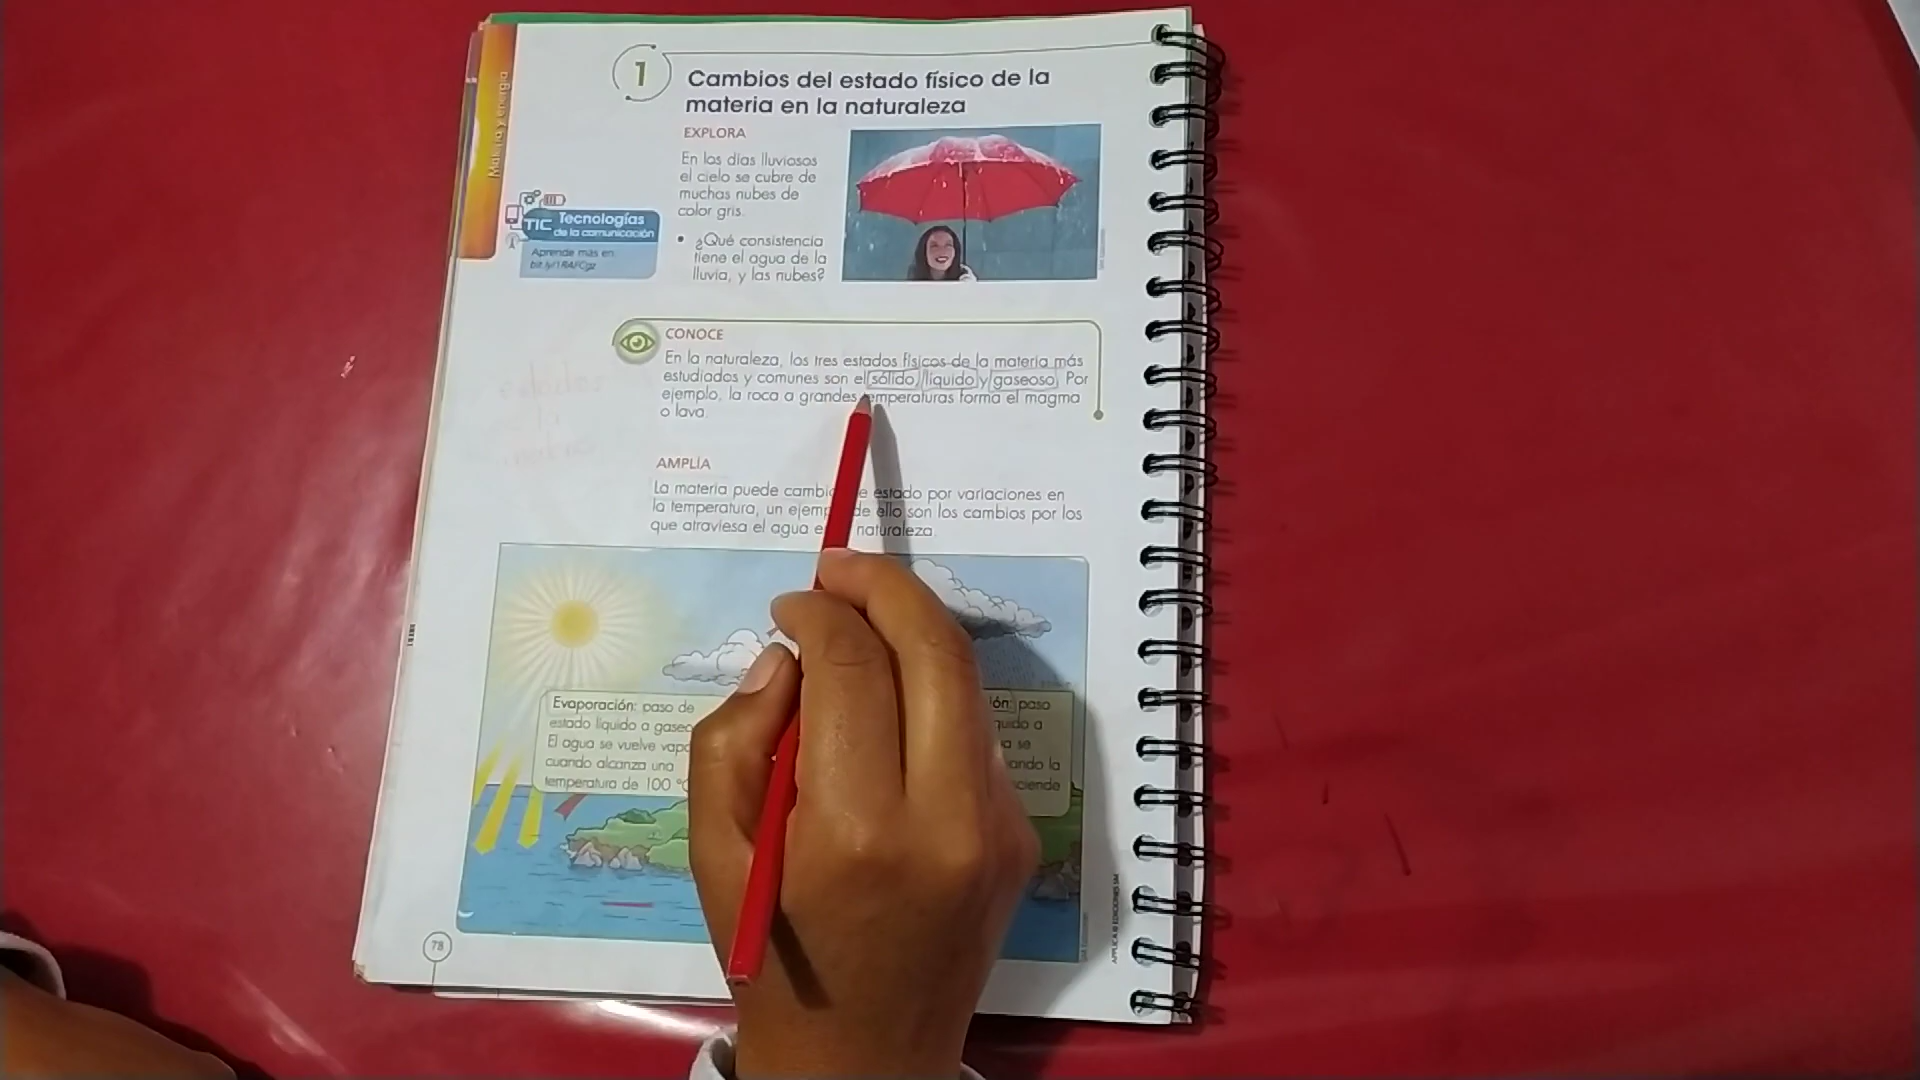 Materia y energía
1
Cambios del estado físico de la
materia en la naturaleza
EXPLORA
En los días lluviosos
el cielo se cubre de
muchas nubes de
color gris.
• ¿Qué consistencia
tiene el agua de la
lluvia, y las nubes?
TIC Tecnologías
de la comunicación
Aprende más en:
CONOCE
En la naturaleza, los tres estados físicos de la materia más
estudiados y comunes son el sólido, líquido y gaseoso. Por
ejemplo, la roca a grandes temperaturas forma el magma
o lava.
AMPLÍA
La materia puede estado por variaciones en
la temperatura, un de ello son los cambios por los
que atraviesa el agua naturaleza.
Evaporación: paso de
estado líquido a
El agua se vuelve
cuando alcanza una
temperatura de 100
paso
a
se
la
78